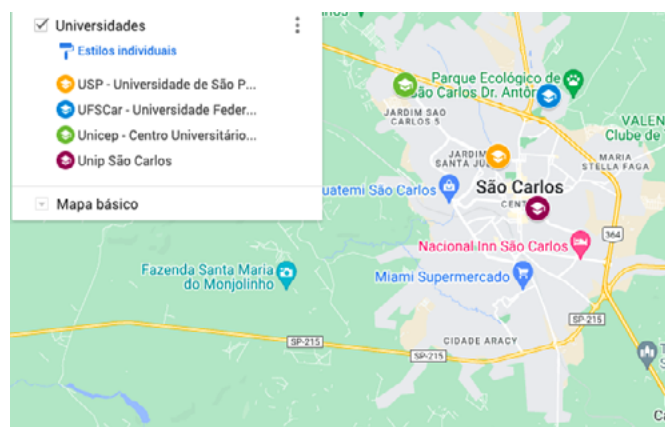 Universidades
Estilos individuais
USP - Universidade de São P...
UFSCar - Universidade Feder...
Unicep - Centro Universitário...
Unip São Carlos
Mapa básico
Parque Ecológico de
São Carlos Dr. Antôn
JARDIM SAO
CARLOS 5
VALEN
Clube de
JARDIM
SANTA JU
MARIA
STELLA FAGA
uatemi São Carlos
São Carlos
CENT
364
Nacional Inn São Carlos
Fazenda Santa Maria
do Monjolinho
Miami Supermercado
SP-215
SP-215
CIDADE ARACY
SP-215
T
S
Ca